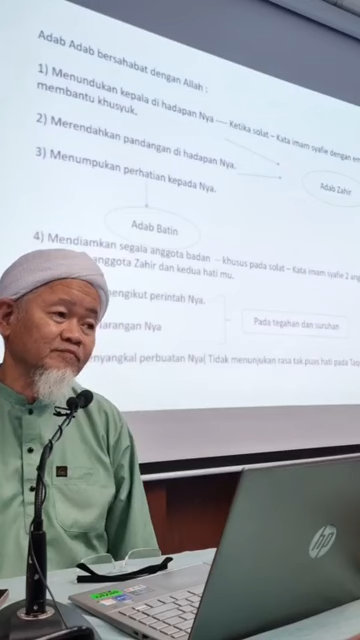 Adab Adab bersahabat dengan Allah :
1) Menundukan kepala di hadapan Nya ---- Ketika solat – Kata imam syafie dengan
membantu khusyuk.
2) Merendahkan pandangan di hadapan Nya.
Adab Zahir
3) Menumpukan perhatian kepada Nya.
Adab Batin
4) Mendiamkan segala anggota badan -- khusus pada solat – Kata imam syafie 2
anggota Zahir dan kedua hati mu.
mengikut perintah Nya.
larangan Nya
Pada tegahan dan suruhan
menyangkal perbuatan Nya( Tidak menunjukan rasa tak puas hati pada
hp